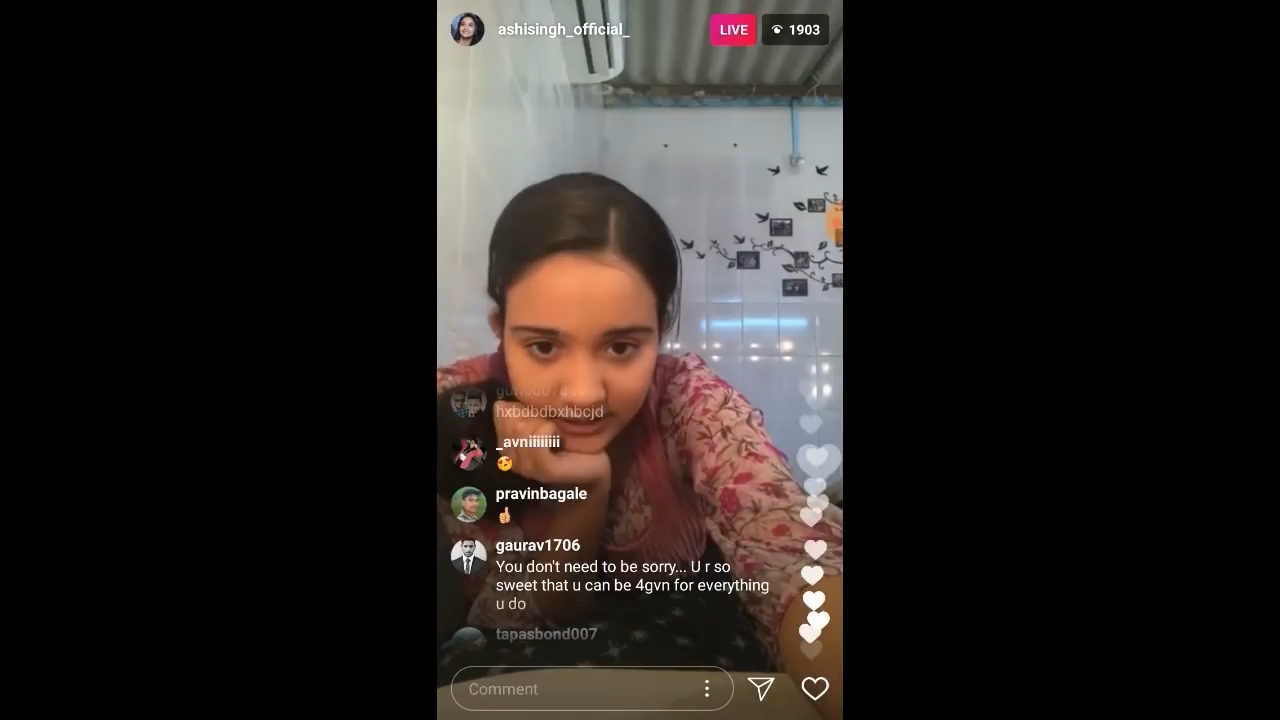 ashisingh_official_
LIVE
1903
hxbdbdbxhbcjd
_avniiiiiiii
pravinbagale
gaurav1706
You don't need to be sorry... U r so
sweet that u can be 4gvn for everything
u do
tapasbond007
Comment